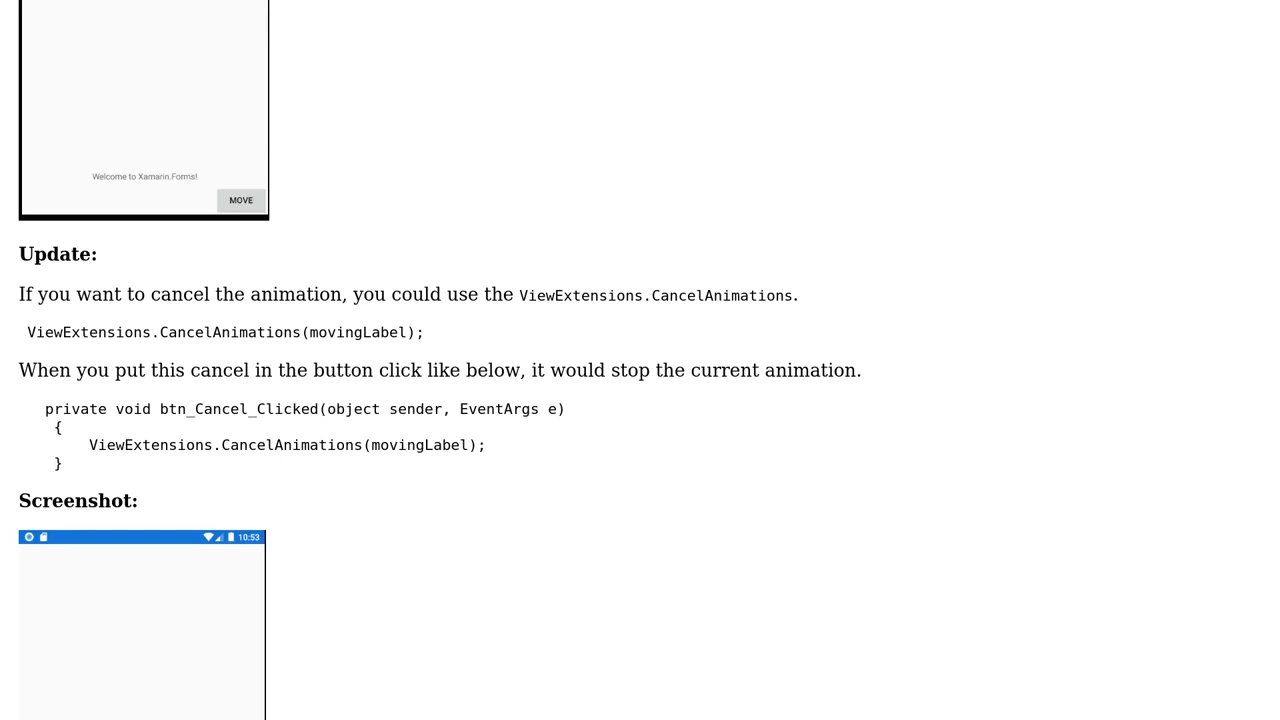 Welcome to Xamarin.Forms!
MOVE
Update:
If you want to cancel the animation, you could use the ViewExtensions.CancelAnimations.
ViewExtensions.CancelAnimations(movingLabel);
When you put this cancel in the button click like below, it would stop the current animation.
private void btn_Cancel_Clicked(object sender, EventArgs e)
{
ViewExtensions.CancelAnimations(movingLabel);
}
Screenshot:
10:53